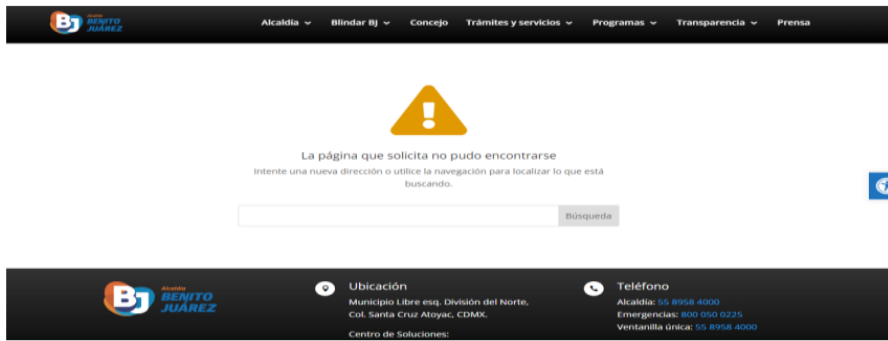 BJ Alcaldía
BENITO
JUÁREZ
Alcaldía Blindar BJ Concejo Trámites y servicios Programas Transparencia Prensa
!
La página que solicita no pudo encontrarse
Intente una nueva dirección o utilice la navegación para localizar lo que está
buscando.
Búsqueda
BJ Alcaldía
BENITO
JUÁREZ
Ubicación
Municipio Libre esq. División del Norte,
Col. Santa Cruz Atoyac, CDMX.
Centro de Soluciones:
Teléfono
Alcaldía: 55 8958 4000
Emergencias: 800 050 0225
Ventanilla única: 55 8958 4000